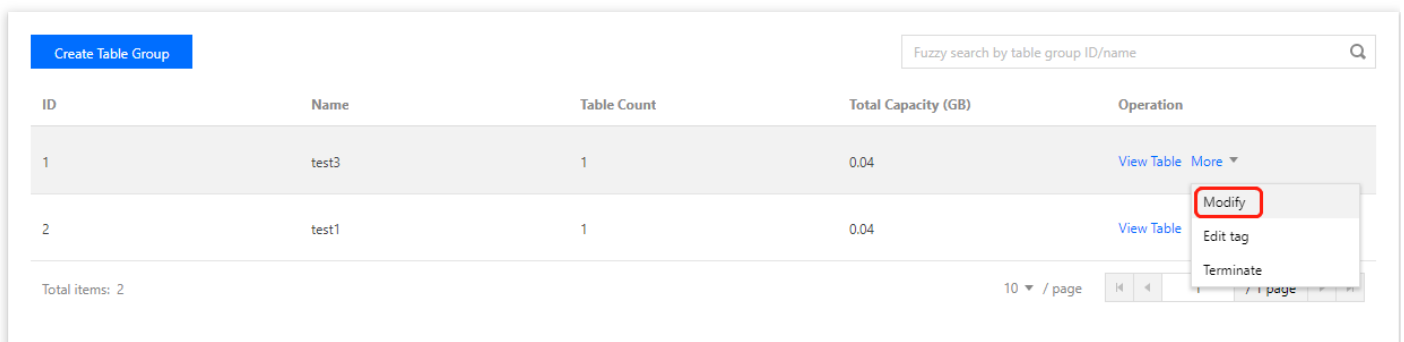 Create Table Group
Fuzzy search by table group ID/name
ID Name Table Count Total Capacity (GB) Operation
1 test3 1 0.04 View Table More
Modify
2 test1 1 0.04 View Table
Edit tag
Terminate
Total items: 2 10 / page 1 / 1 page